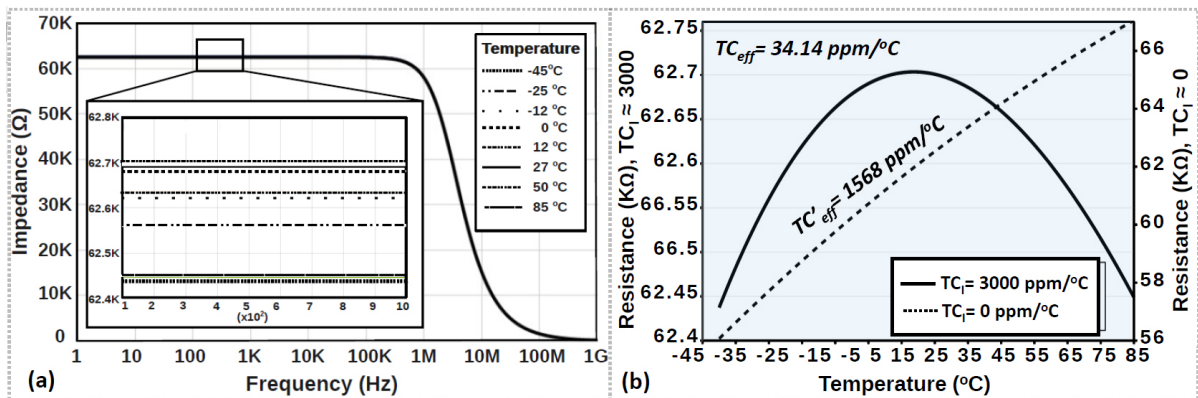 70K
60K
50K
40K
30K
20K
10K
0
Impedance (Ω)
1
10
100
1K
10K
100K
1M
10M
100M
1G
Frequency (Hz)
(a)
Temperature
-45°C
-25 °C
-12 °C
0 °C
12 °C
27 °C
50 °C
85 °C
62.8K
62.7K
62.6K
62.5K
62.4K
1 2 3 4 5 6 7 8 9 10
(x10²)
62.75
62.7
62.65
62.6
66.55
66.5
62.45
62.4
Resistance (KΩ), TCI ≈ 3000
TCeff= 34.14 ppm/°C
TC'eff= 1568 ppm/°C
TCI= 3000 ppm/°C
TCI= 0 ppm/°C
-45 -35 -25 -15 5 5 15 25 35 45 55 65 75 85
Temperature (°C)
66
64
62
60
58
56
Resistance (KΩ), TCI ≈ 0
(b)